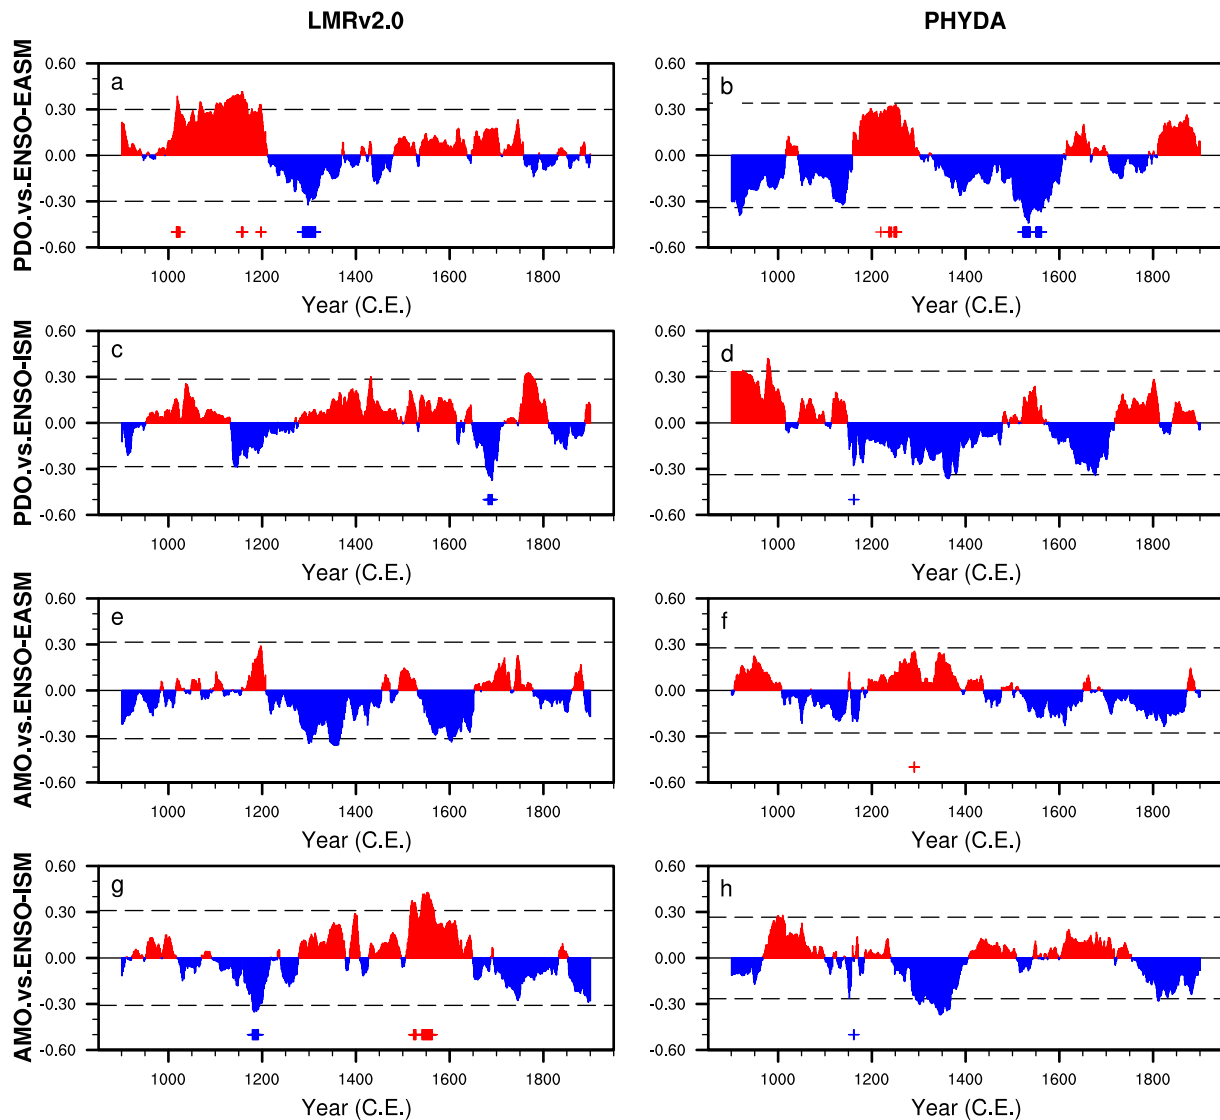 LMRv2.0 PHYDA
PDO.vs.ENSO-EASM
a
0.60
0.30
0.00
-0.30
-0.60
1000 1200 1400 1600 1800
Year (C.E.)
b
0.60
0.30
0.00
-0.30
-0.60
1000 1200 1400 1600 1800
Year (C.E.)
PDO.vs.ENSO-ISM
c
0.60
0.30
0.00
-0.30
-0.60
1000 1200 1400 1600 1800
Year (C.E.)
d
0.60
0.30
0.00
-0.30
-0.60
1000 1200 1400 1600 1800
Year (C.E.)
AMO.vs.ENSO-EASM
e
0.60
0.30
0.00
-0.30
-0.60
1000 1200 1400 1600 1800
Year (C.E.)
f
0.60
0.30
0.00
-0.30
-0.60
1000 1200 1400 1600 1800
Year (C.E.)
AMO.vs.ENSO-ISM
g
0.60
0.30
0.00
-0.30
-0.60
1000 1200 1400 1600 1800
Year (C.E.)
h
0.60
0.30
0.00
-0.30
-0.60
1000 1200 1400 1600 1800
Year (C.E.)